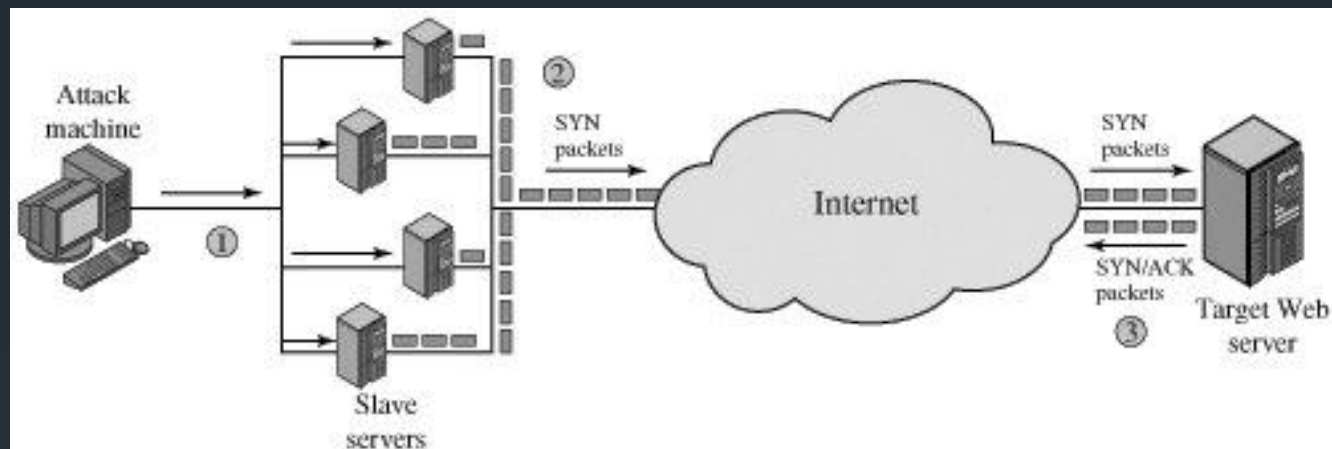 Attack
machine
①
Slave
servers
②
SYN
packets
Internet
SYN
packets
SYN/ACK
packets
③
Target Web
server